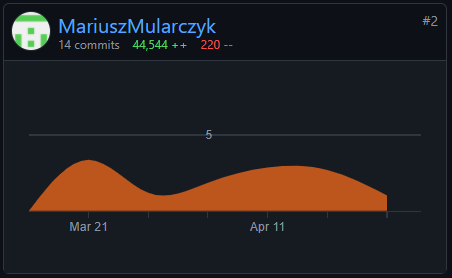 MariuszMularczyk
#2
14 commits 44,544 ++ 220 --
5
Mar 21 Apr 11